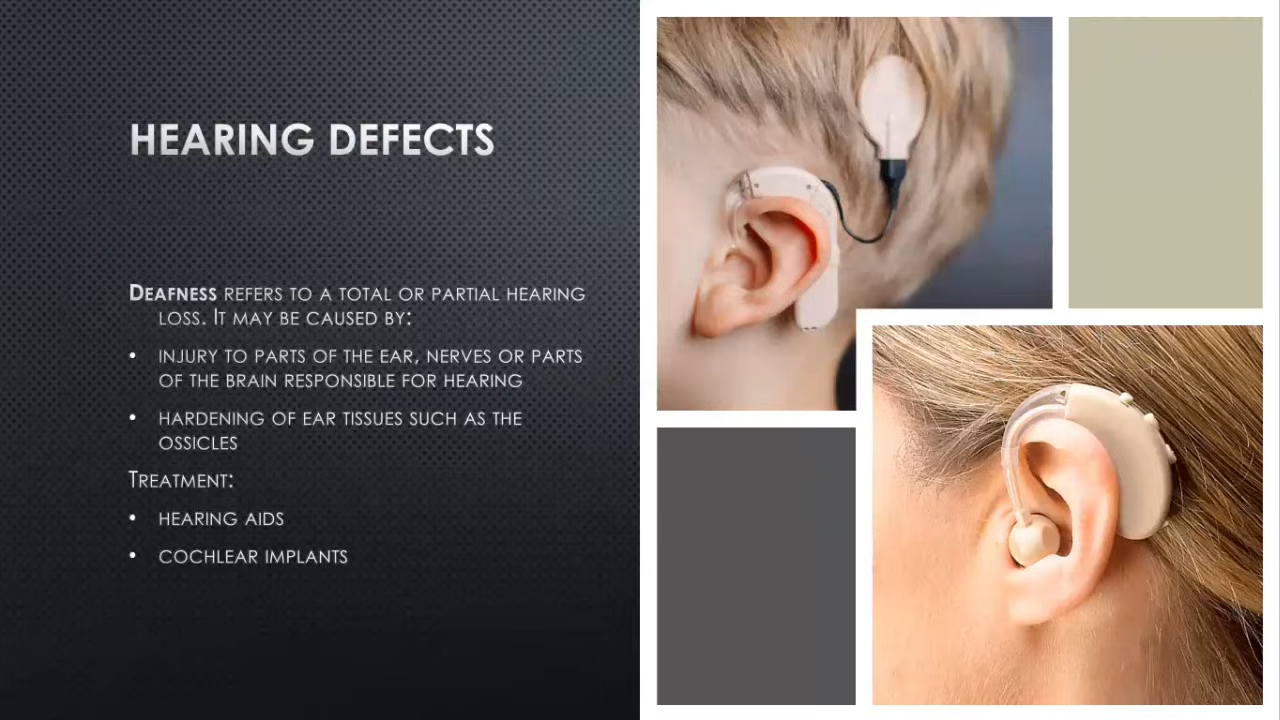 HEARING DEFECTS
DEAFNESS REFERS TO A TOTAL OR PARTIAL HEARING
LOSS. IT MAY BE CAUSED BY:
• INJURY TO PARTS OF THE EAR, NERVES OR PARTS
OF THE BRAIN RESPONSIBLE FOR HEARING
• HARDENING OF EAR TISSUES SUCH AS THE
OSSICLES
TREATMENT:
• HEARING AIDS
• COCHLEAR IMPLANTS